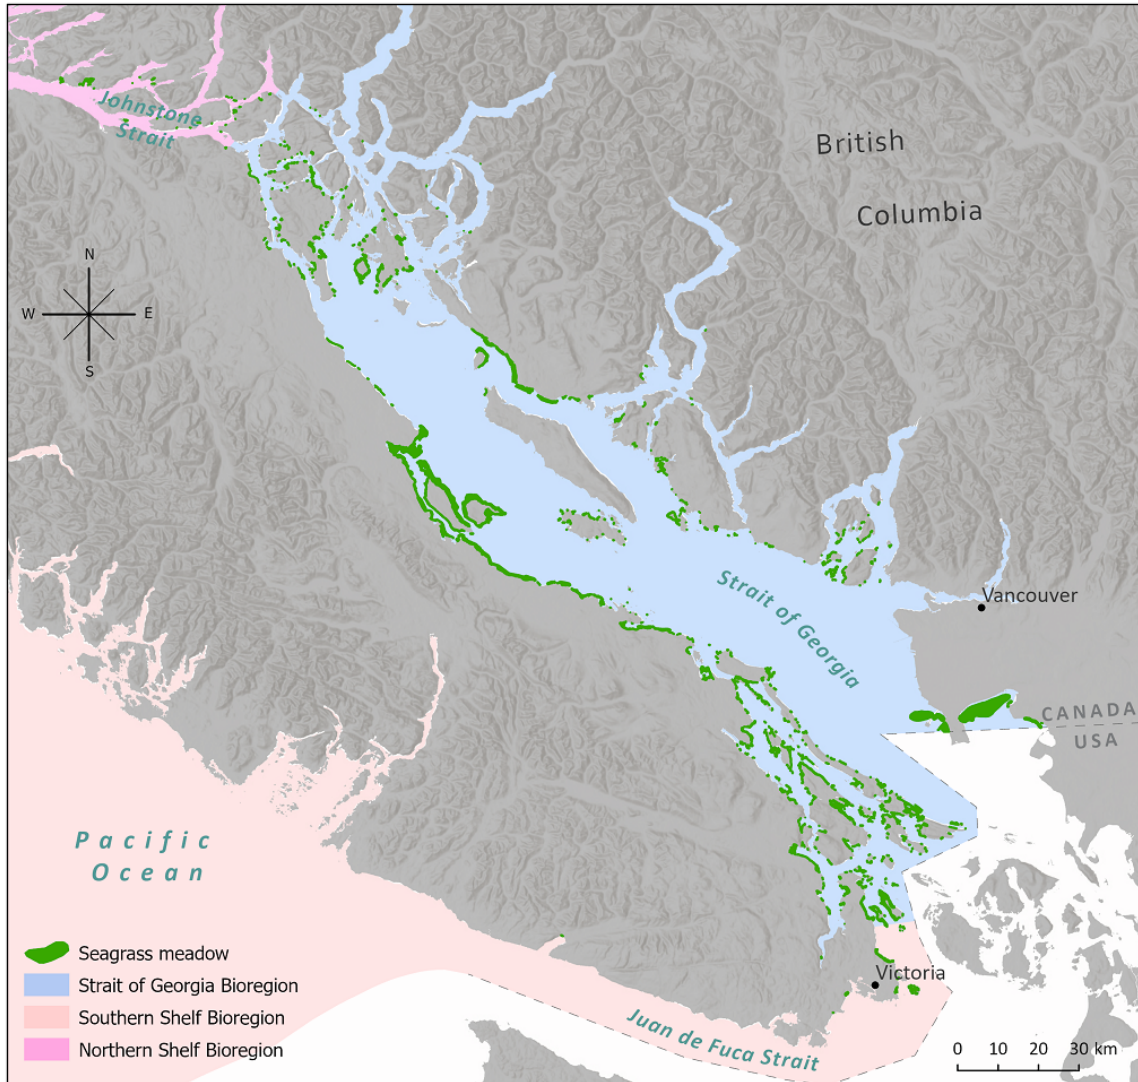 Johnstone
Strait
British
Columbia
N
W E
S
Strait of Georgia
Vancouver
CANADA
USA
Pacific
Ocean
Seagrass meadow
Strait of Georgia Bioregion
Southern Shelf Bioregion
Northern Shelf Bioregion
Victoria
Juan de Fuca Strait
0 10 20 30 km